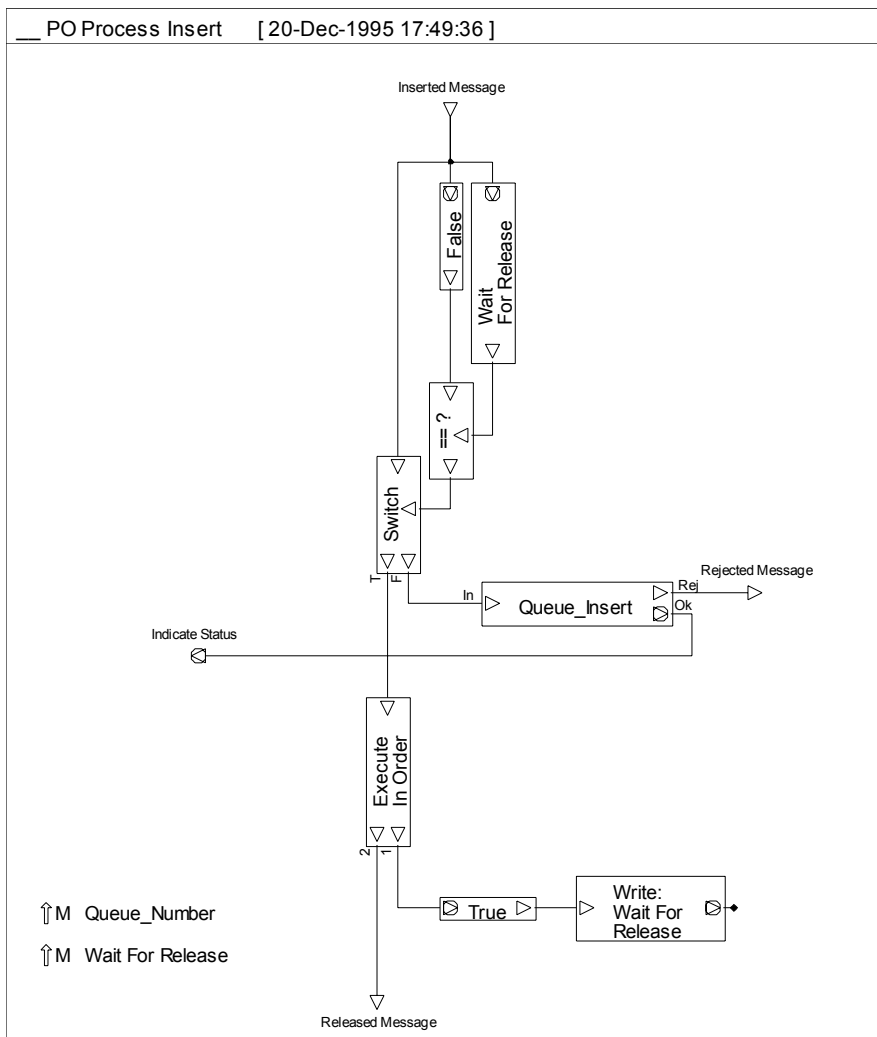 __ PO Process Insert [ 20-Dec-1995 17:49:36 ]
Inserted Message
False
Wait
For Release
== ?
Switch
T
F
In
Queue_Insert
Rej
Ok
Rejected Message
Indicate Status
Execute
In Order
2
1
True
Write:
Wait For
Release
⇑M Queue_Number
⇑M Wait For Release
Released Message